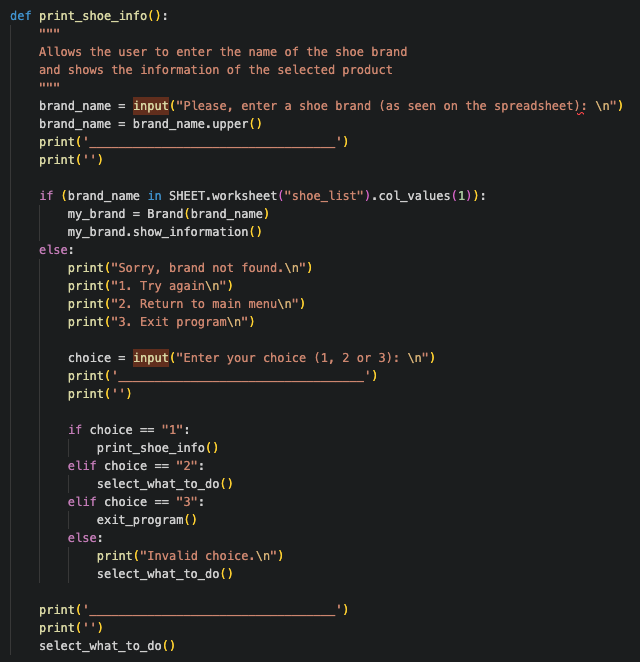 def print_shoe_info():
    """
    Allows the user to enter the name of the shoe brand
    and shows the information of the selected product
    """
    brand_name = input("Please, enter a shoe brand (as seen on the spreadsheet): \n")
    brand_name = brand_name.upper()
    print('__________________________________')
    print('')

    if (brand_name in SHEET.worksheet("shoe_list").col_values(1)):
        my_brand = Brand(brand_name)
        my_brand.show_information()
    else:
        print("Sorry, brand not found.\n")
        print("1. Try again\n")
        print("2. Return to main menu\n")
        print("3. Exit program\n")

        choice = input("Enter your choice (1, 2 or 3): \n")
        print('__________________________________')
        print('')

        if choice == "1":
            print_shoe_info()
        elif choice == "2":
            select_what_to_do()
        elif choice == "3":
            exit_program()
        else:
            print("Invalid choice.\n")
            select_what_to_do()

    print('__________________________________')
    print('')
    select_what_to_do()